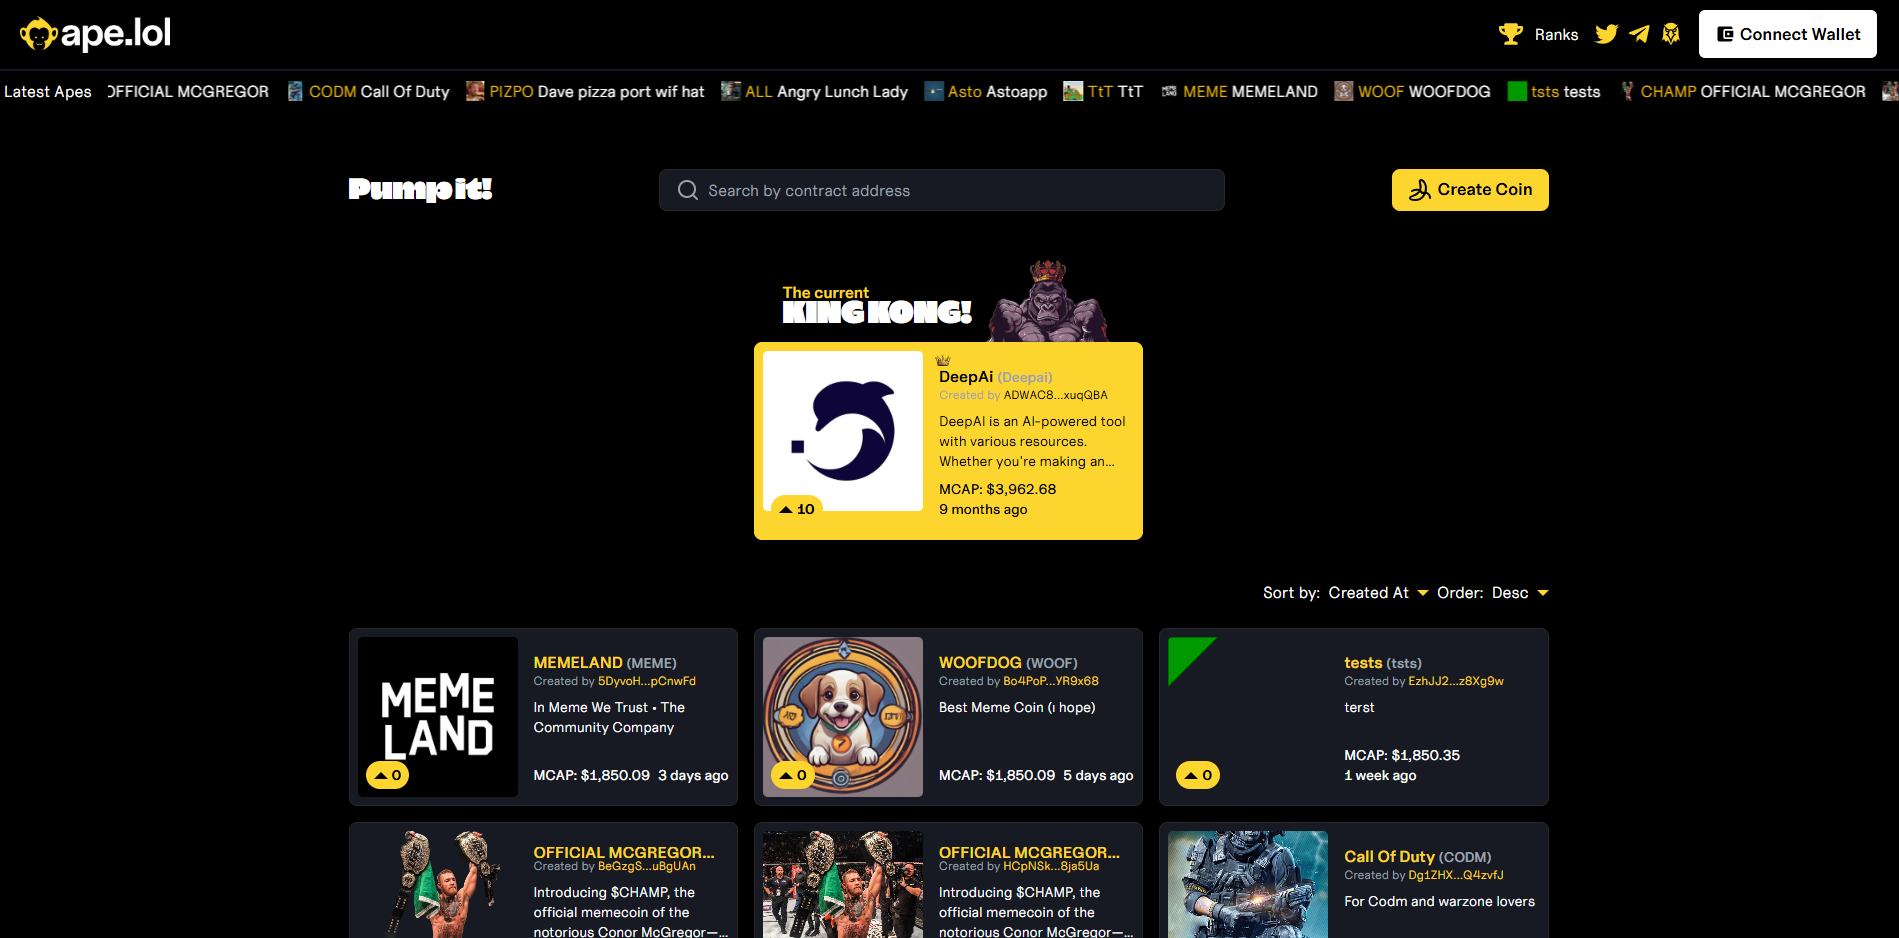 ape.lol
Ranks
Connect Wallet
Latest Apes
OFFICIAL MCGREGOR
CODM Call Of Duty
PIZPO Dave pizza port wif hat
ALL Angry Lunch Lady
Asto Astoapp
TtT TtT
MEME MEMELAND
WOOF WOOFDOG
tsts tests
CHAMP OFFICIAL MCGREGOR
Pump it!
Search by contract address
Create Coin
The current
KING KONG!
DeepAi (Deepai)
Created by ADWAC8...xuqQBA
DeepAI is an AI-powered tool
with various resources.
Whether you're making an...
MCAP: $3,962.68
9 months ago
10
Sort by: Created At Order: Desc
MEME
LAND
0
MEMELAND (MEME)
Created by 5DyvoH...pCnwFd
In Meme We Trust • The
Community Company
MCAP: $1,850.09 3 days ago
0
WOOFDOG (WOOF)
Created by Bo4PoP...YR9x68
Best Meme Coin (ı hope)
MCAP: $1,850.09 5 days ago
0
tests (tsts)
Created by EzhJJ2...z8Xg9w
terst
MCAP: $1,850.35
1 week ago
OFFICIAL MCGREGOR...
Created by BeGzgS...uBgUAn
Introducing $CHAMP, the
official memecoin of the
notorious Conor McGregor—...
OFFICIAL MCGREGOR...
Created by HCpNSk...8ja5Ua
Introducing $CHAMP, the
official memecoin of the
notorious Conor McGregor—...
Call Of Duty (CODM)
Created by Dg1ZHX...Q4zvfJ
For Codm and warzone lovers